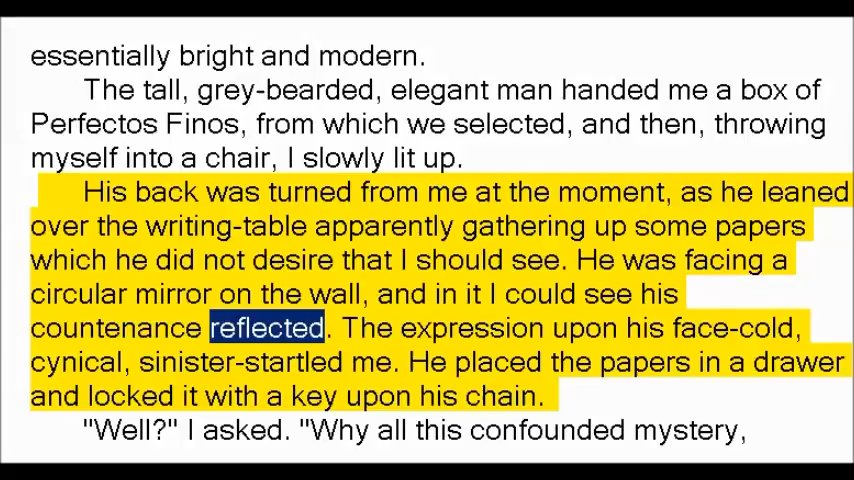 essentially bright and modern.
The tall, grey-bearded, elegant man handed me a box of
Perfectos Finos, from which we selected, and then, throwing
myself into a chair, I slowly lit up.
His back was turned from me at the moment, as he leaned
over the writing-table apparently gathering up some papers
which he did not desire that I should see. He was facing a
circular mirror on the wall, and in it I could see his
countenance reflected. The expression upon his face-cold,
cynical, sinister-startled me. He placed the papers in a drawer
and locked it with a key upon his chain.
"Well?" I asked. "Why all this confounded mystery,